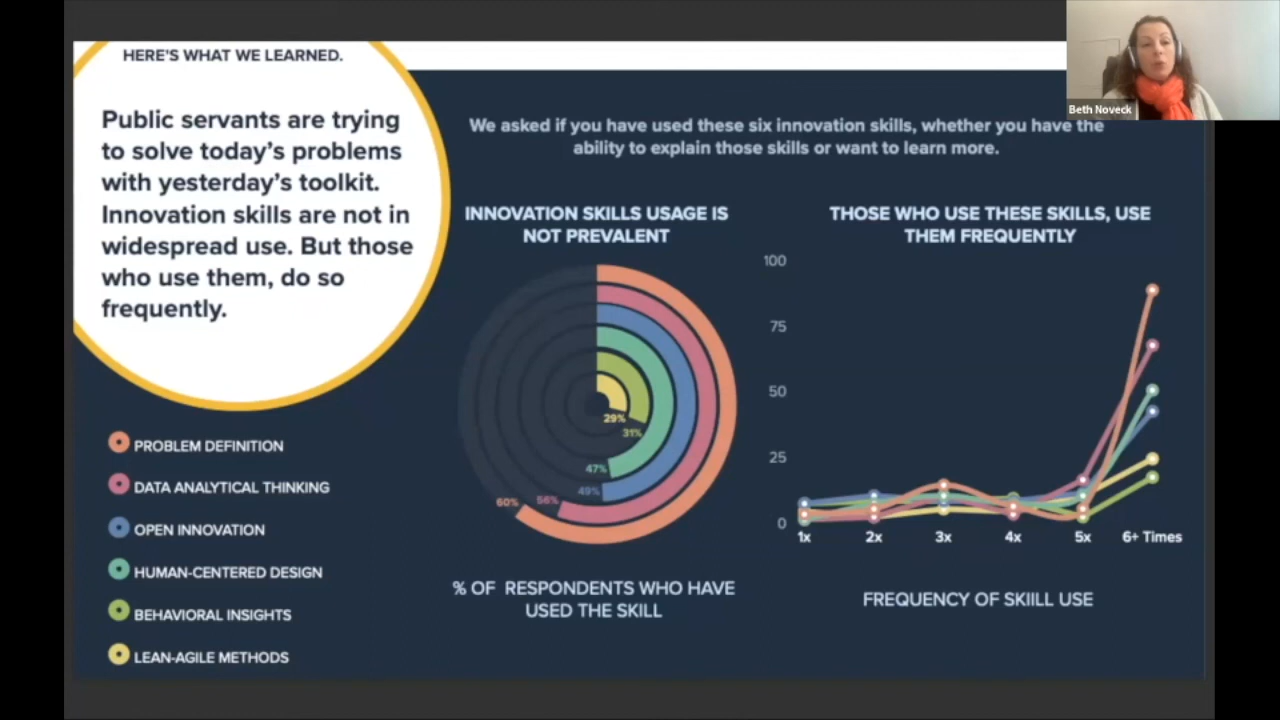 HERE'S WHAT WE LEARNED.
Public servants are trying
to solve today's problems
with yesterday's toolkit.
Innovation skills are not in
widespread use. But those
who use them, do so
frequently.
PROBLEM DEFINITION
DATA ANALYTICAL THINKING
OPEN INNOVATION
HUMAN-CENTERED DESIGN
BEHAVIORAL INSIGHTS
LEAN-AGILE METHODS
Beth Noveck
We asked if you have used these six innovation skills, whether you have the
ability to explain those skills or want to learn more.
INNOVATION SKILLS USAGE IS
NOT PREVALENT
29%
31%
47%
49%
56%
60%
% OF RESPONDENTS WHO HAVE
USED THE SKILL
THOSE WHO USE THESE SKILLS, USE
THEM FREQUENTLY
100
75
50
25
0
1x 2x 3x 4x 5x 6+ Times
FREQUENCY OF SKIILL USE